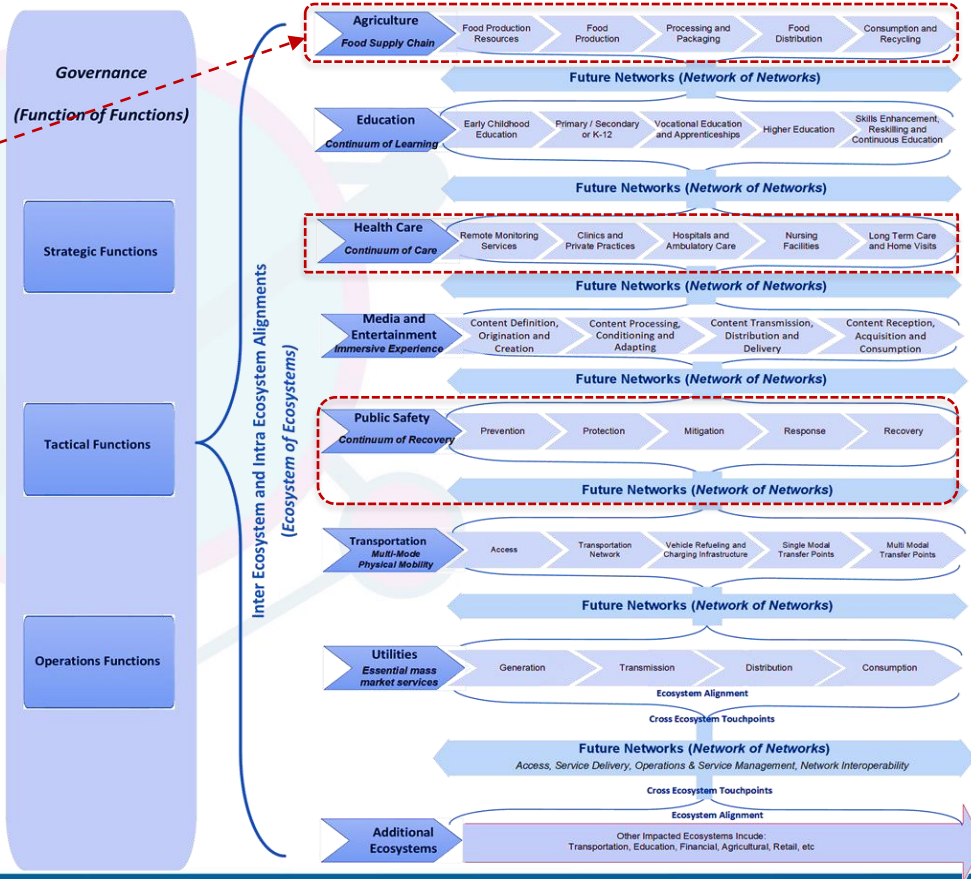 Governance
(Function of Functions)
Strategic Functions
Tactical Functions
Operations Functions
Inter Ecosystem and Intra Ecosystem Alignments
(Ecosystem of Ecosystems)
Agriculture
Food Supply Chain
Food Production
Resources
Food
Production
Processing and
Packaging
Food
Distribution
Consumption and
Recycling
Future Networks (Network of Networks)
Education
Continuum of Learning
Early Childhood
Education
Primary / Secondary
or K-12
Vocational Education
and Apprenticeships
Higher Education
Skills Enhancement,
Reskilling and
Continuous Education
Future Networks (Network of Networks)
Health Care
Continuum of Care
Remote Monitoring
Services
Clinics and
Private Practices
Hospitals and
Ambulatory Care
Nursing
Facilities
Long Term Care
and Home Visits
Future Networks (Network of Networks)
Media and
Entertainment
Immersive Experience
Content Definition,
Origination and
Creation
Content Processing,
Conditioning and
Adapting
Content Transmission,
Distribution and
Delivery
Content Reception,
Acquisition and
Consumption
Future Networks (Network of Networks)
Public Safety
Continuum of Recovery
Prevention
Protection
Mitigation
Response
Recovery
Future Networks (Network of Networks)
Transportation
Multi-Mode
Physical Mobility
Access
Transportation
Network
Vehicle Refueling and
Charging Infrastructure
Single Modal
Transfer Points
Multi Modal
Transfer Points
Future Networks (Network of Networks)
Utilities
Essential mass
market services
Generation
Transmission
Distribution
Consumption
Ecosystem Alignment
Cross Ecosystem Touchpoints
Future Networks (Network of Networks)
Access, Service Delivery, Operations & Service Management, Network Interoperability
Cross Ecosystem Touchpoints
Ecosystem Alignment
Additional
Ecosystems
Other Impacted Ecosystems Incude:
Transportation, Education, Financial, Agricultural, Retail, etc